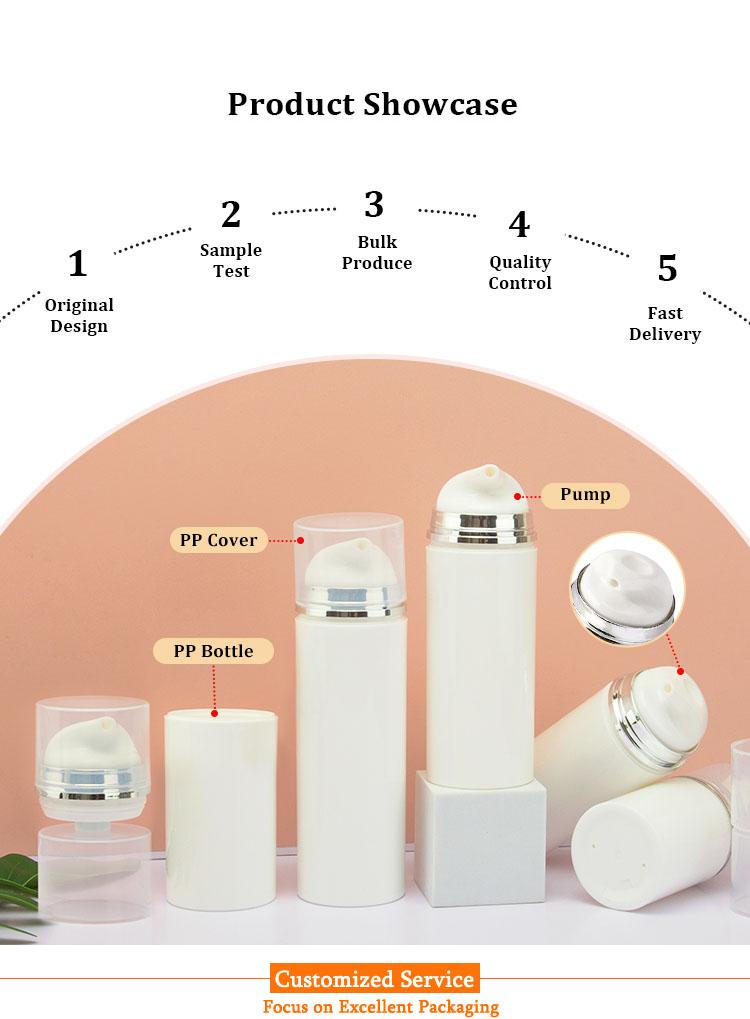 Product Showcase
1
Original
Design
2
Sample
Test
3
Bulk
Produce
4
Quality
Control
5
Fast
Delivery
Pump
PP Cover
PP Bottle
Customized Service
Focus on Excellent Packaging